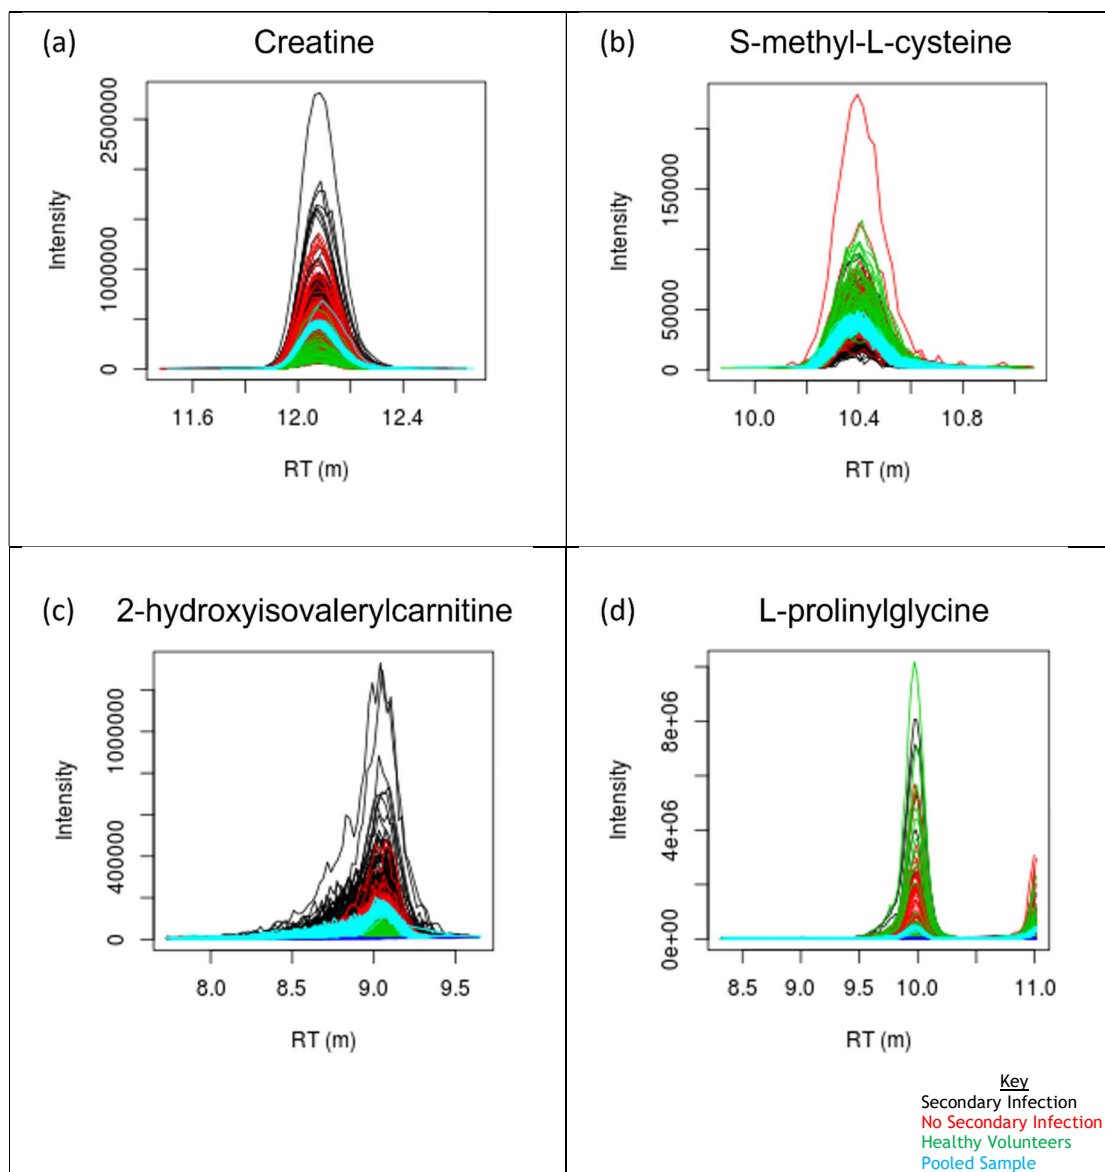 (a) Creatine
Intensity
0 1000000 2500000
11.6 12.0 12.4
RT (m)
(b) S-methyl-L-cysteine
Intensity
0 50000 150000
10.0 10.4 10.8
RT (m)
(c) 2-hydroxyisovalerylcarnitine
Intensity
0 400000 1000000
8.0 8.5 9.0 9.5
RT (m)
(d) L-prolinylglycine
Intensity
0e+00 4e+06 8e+06
8.5 9.0 9.5 10.0 11.0
RT (m)
Key
Secondary Infection
No Secondary Infection
Healthy Volunteers
Pooled Sample